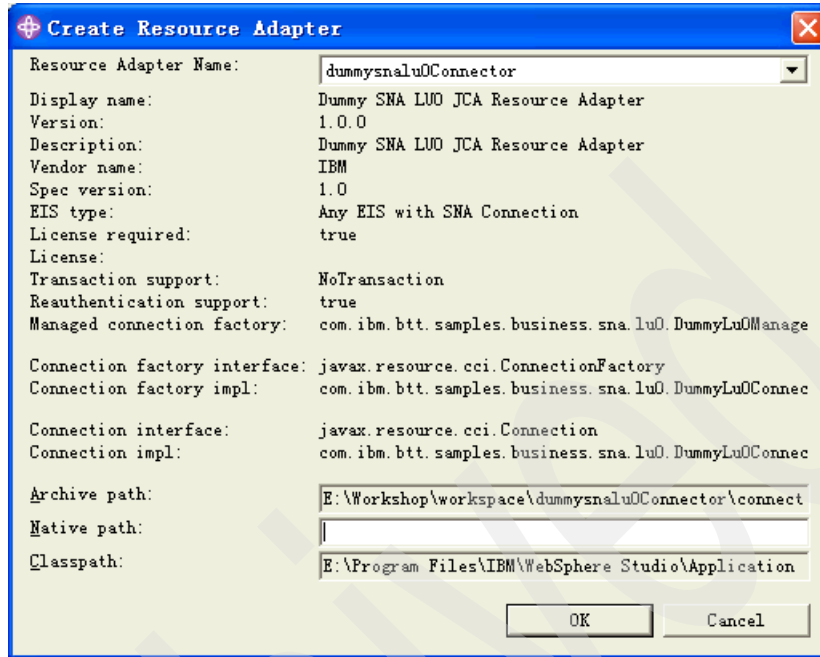 Create Resource Adapter
Resource Adapter Name: dummysnalu0Connector
Display name: Dummy SNA LU0 JCA Resource Adapter
Version: 1.0.0
Description: Dummy SNA LU0 JCA Resource Adapter
Vendor name: IBM
Spec version: 1.0
EIS type: Any EIS with SNA Connection
License required: true
License:
Transaction support: NoTransaction
Reauthentication support: true
Managed connection factory: com.ibm.btt.samples.business.sna.lu0.DummyLu0Manage
Connection factory interface: javax.resource.cci.ConnectionFactory
Connection factory impl: com.ibm.btt.samples.business.sna.lu0.DummyLu0Connec
Connection interface: javax.resource.cci.Connection
Connection impl: com.ibm.btt.samples.business.sna.lu0.DummyLu0Connec
Archive path: E:\Workshop\workspace\dummysnalu0Connector\connect
Native path:
Classpath: E:\Program Files\IBM\WebSphere Studio\Application
OK Cancel